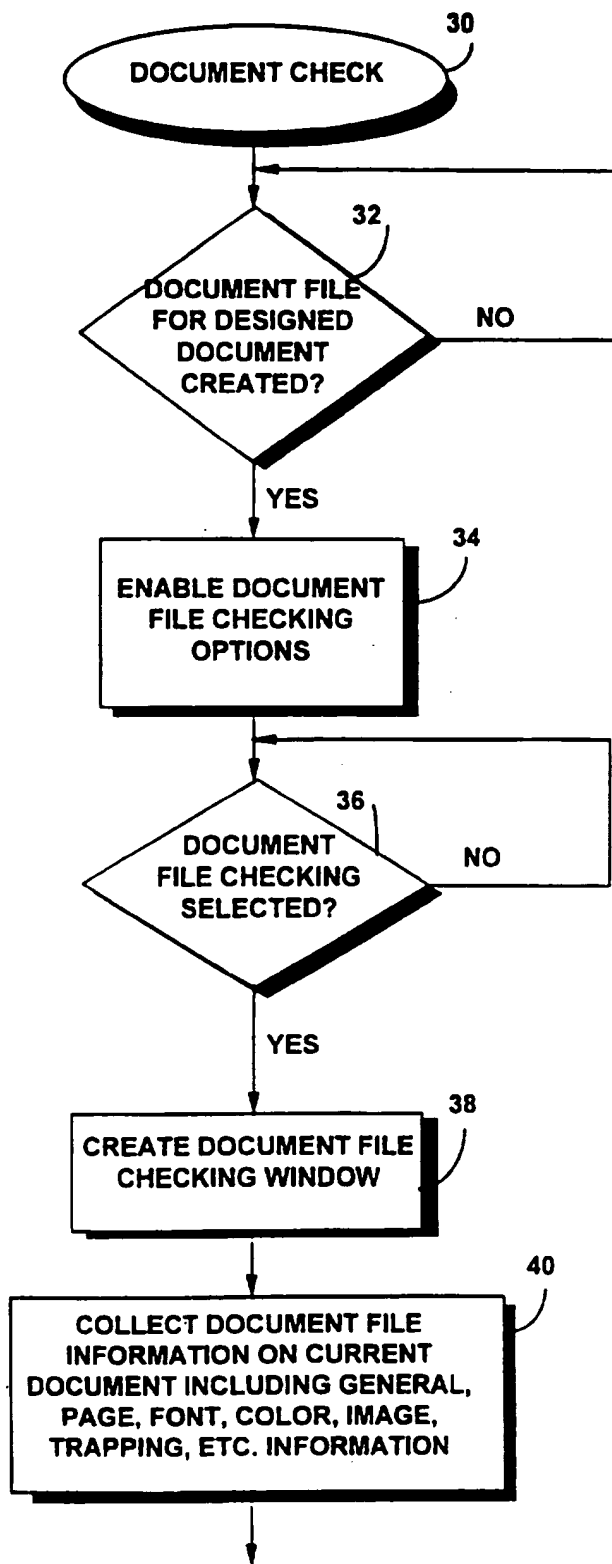 30
DOCUMENT CHECK
32
DOCUMENT FILE
FOR DESIGNED
DOCUMENT
CREATED?
NO
YES
34
ENABLE DOCUMENT
FILE CHECKING
OPTIONS
36
DOCUMENT
FILE CHECKING
SELECTED?
NO
YES
38
CREATE DOCUMENT FILE
CHECKING WINDOW
40
COLLECT DOCUMENT FILE
INFORMATION ON CURRENT
DOCUMENT INCLUDING GENERAL,
PAGE, FONT, COLOR, IMAGE,
TRAPPING, ETC. INFORMATION